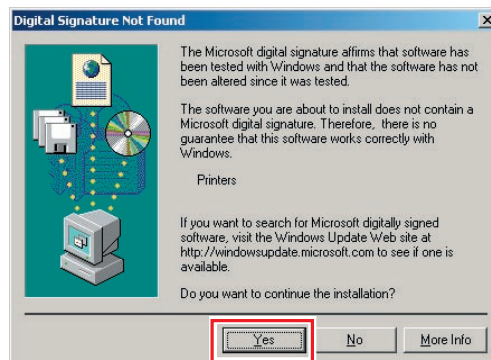 Digital Signature Not Found
The Microsoft digital signature affirms that software has
been tested with Windows and that the software has not
been altered since it was tested.
The software you are about to install does not contain a
Microsoft digital signature. Therefore, there is no
guarantee that this software works correctly with
Windows.
Printers
If you want to search for Microsoft digitally signed
software, visit the Windows Update Web site at
http://windowsupdate.microsoft.com to see if one is
available.
Do you want to continue the installation?
Yes No More Info